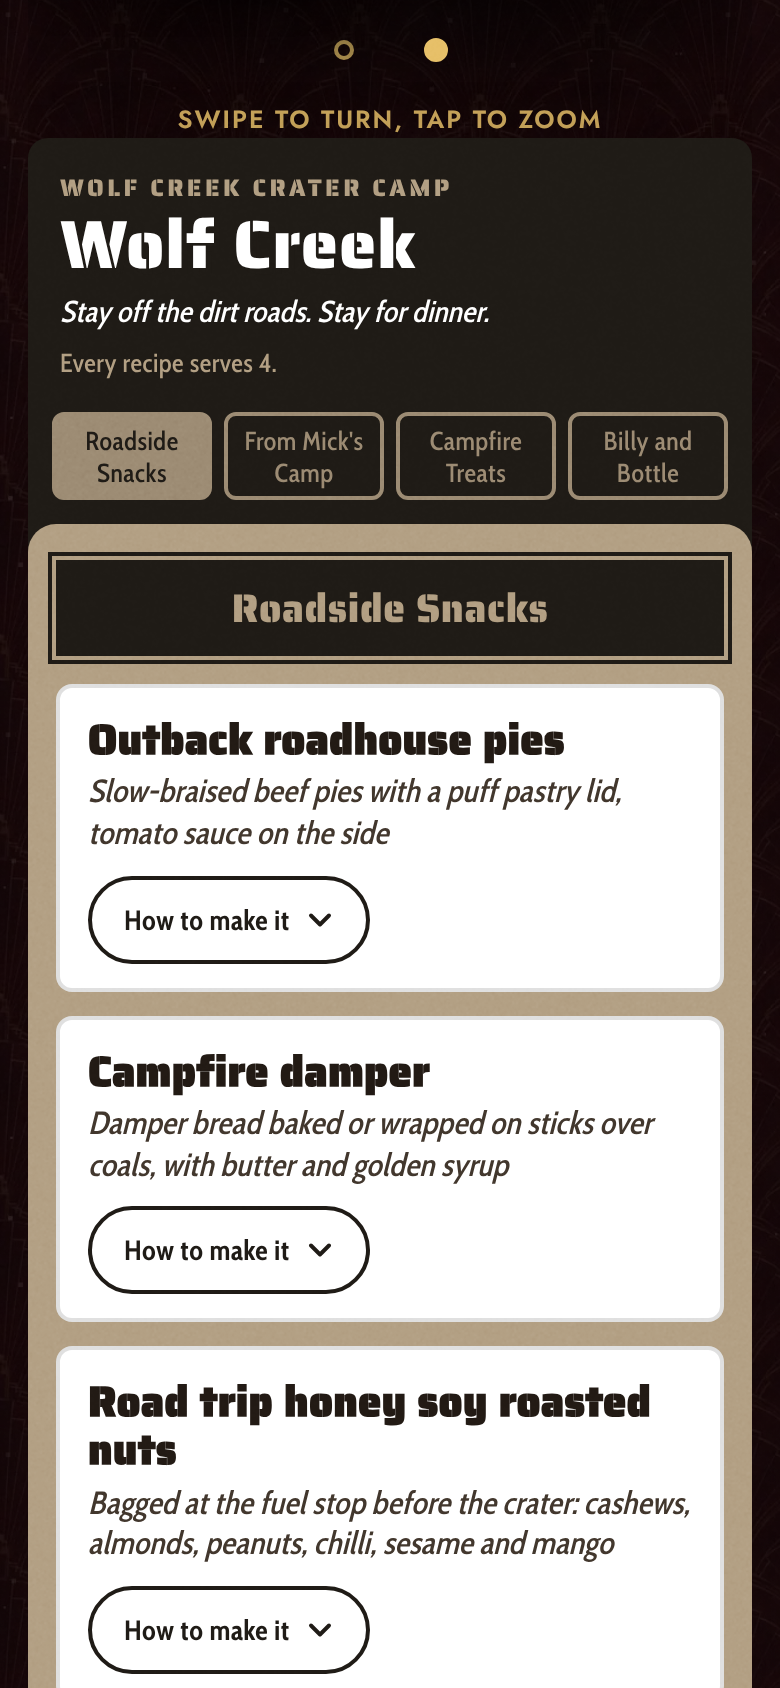 SWIPE TO TURN, TAP TO ZOOM
WOLF CREEK CRATER CAMP
Wolf Creek
Stay off the dirt roads. Stay for dinner.
Every recipe serves 4.
Roadside
Snacks
From Mick's
Camp
Campfire
Treats
Billy and
Bottle
Roadside Snacks
Outback roadhouse pies
Slow-braised beef pies with a puff pastry lid,
tomato sauce on the side
How to make it
Campfire damper
Damper bread baked or wrapped on sticks over
coals, with butter and golden syrup
How to make it
Road trip honey soy roasted
nuts
Bagged at the fuel stop before the crater: cashews,
almonds, peanuts, chilli, sesame and mango
How to make it